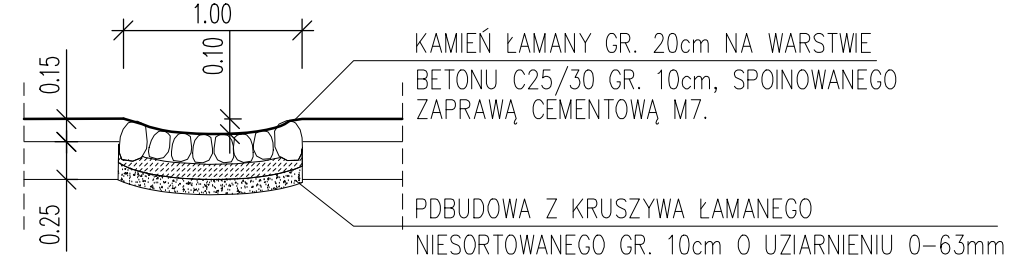 1.00
0.10
0.15
0.25
KAMIEŃ ŁAMANY GR. 20cm NA WARSTWIE
BETONU C25/30 GR. 10cm, SPOINOWANEGO
ZAPRAWĄ CEMENTOWĄ M7.
PDBUDOWA Z KRUSZYWA ŁAMANEGO
NIESORTOWANEGO GR. 10cm O UZIARNIENIU 0-63mm